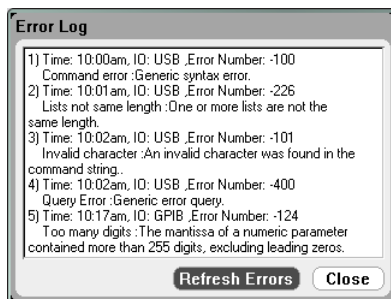 Error Log
1) Time: 10:00am, IO: USB ,Error Number: -100
Command error :Generic syntax error.
2) Time: 10:01am, IO: USB ,Error Number: -226
Lists not same length :One or more lists are not the
same length.
3) Time: 10:02am, IO: USB ,Error Number: -101
Invalid character :An invalid character was found in the
command string..
4) Time: 10:02am, IO: USB ,Error Number: -400
Query Error :Generic error query.
5) Time: 10:17am, IO: GPIB ,Error Number: -124
Too many digits :The mantissa of a numeric parameter
contained more than 255 digits, excluding leading zeros.
Refresh Errors Close